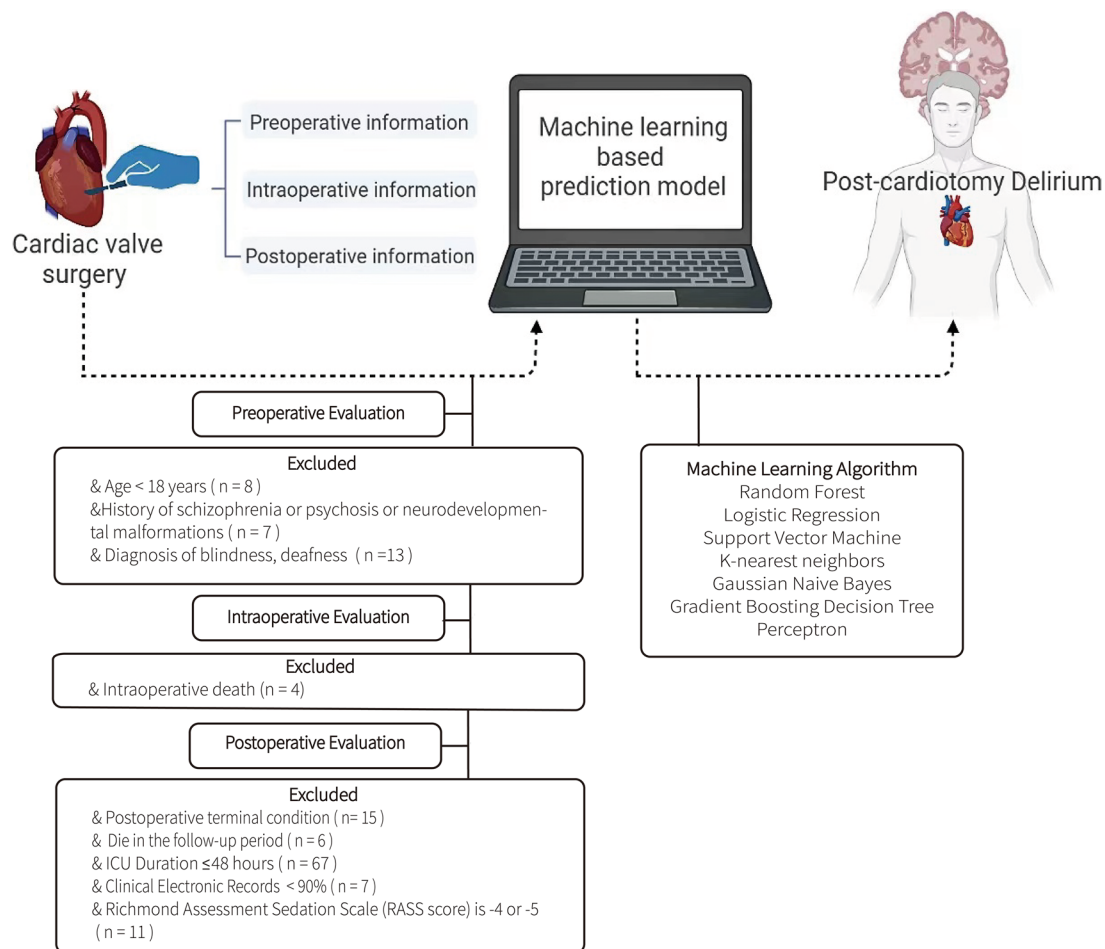 Cardiac valve
surgery
Preoperative information
Intraoperative information
Postoperative information
Machine learning
based
prediction model
Post-cardiotomy Delirium
Preoperative Evaluation
Excluded
& Age < 18 years ( n = 8 )
&History of schizophrenia or psychosis or neurodevelopmen-
tal malformations ( n = 7 )
& Diagnosis of blindness, deafness ( n =13 )
Intraoperative Evaluation
Excluded
& Intraoperative death (n = 4)
Postoperative Evaluation
Excluded
& Postoperative terminal condition ( n= 15 )
& Die in the follow-up period ( n = 6 )
& ICU Duration ≤48 hours ( n = 67 )
& Clinical Electronic Records < 90% ( n = 7 )
& Richmond Assessment Sedation Scale (RASS score) is -4 or -5
( n = 11 )
Machine Learning Algorithm
Random Forest
Logistic Regression
Support Vector Machine
K-nearest neighbors
Gaussian Naive Bayes
Gradient Boosting Decision Tree
Perceptron